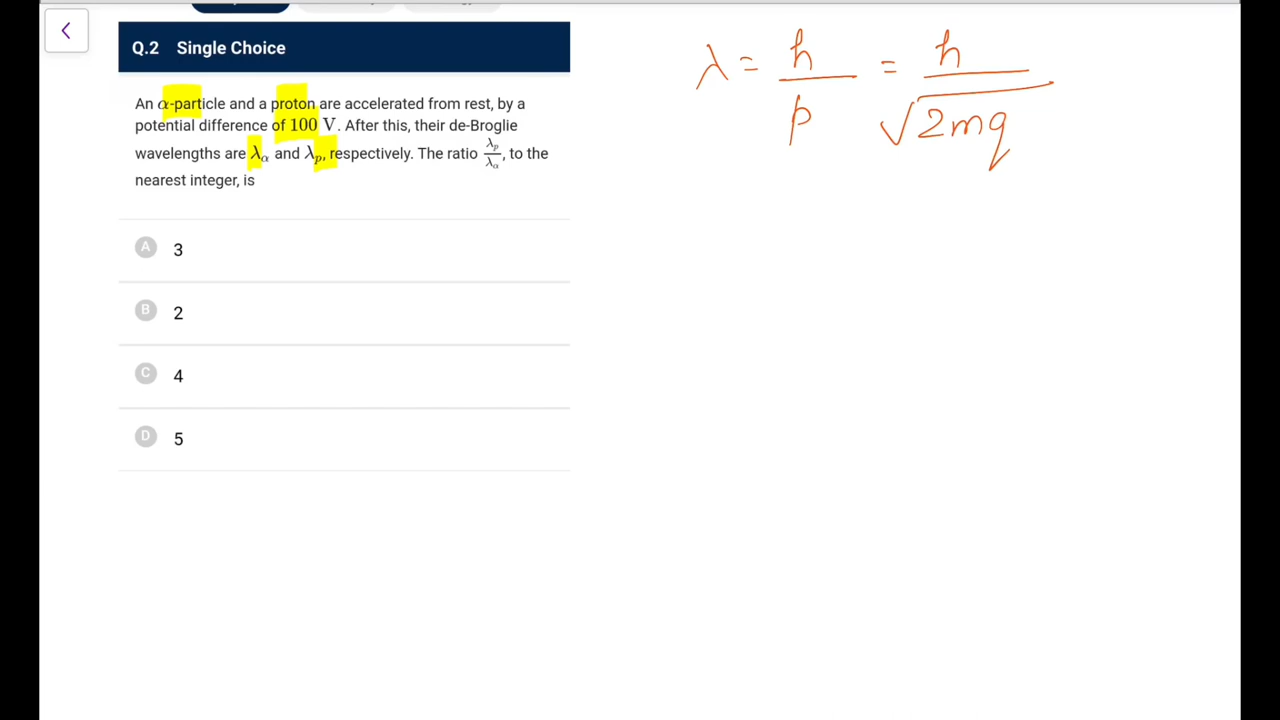 Q.2 Single Choice
An α-particle and a proton are accelerated from rest, by a
potential difference of 100 V. After this, their de-Broglie
wavelengths are λα and λp, respectively. The ratio λp/λα, to the
nearest integer, is
A 3
B 2
C 4
D 5
λ = h/p = h/√2mq